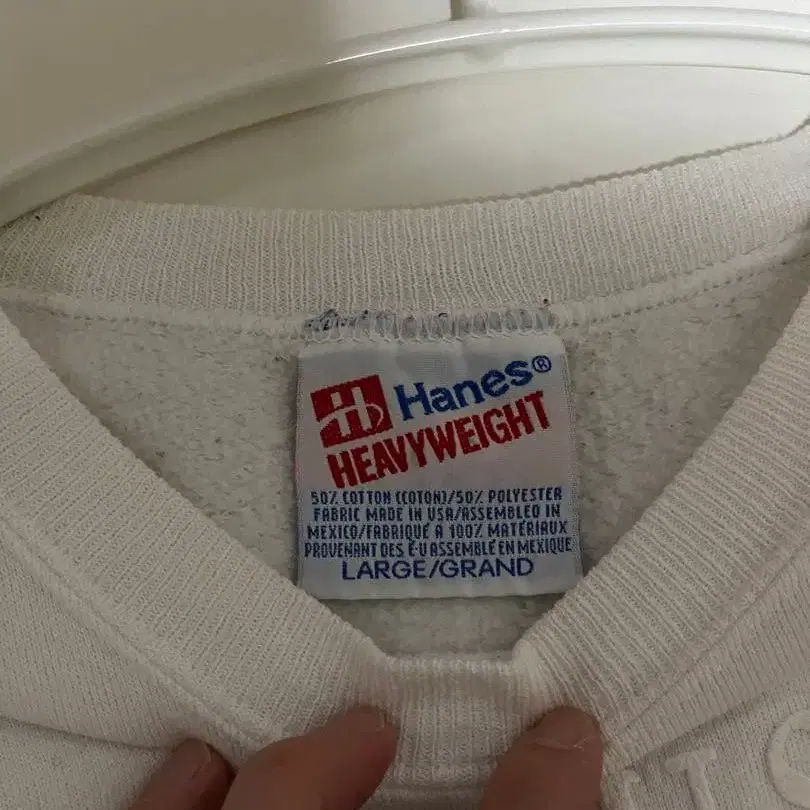 Hanes®
HEAVYWEIGHT
50% COTTON (COTON)/50% POLYESTER
FABRIC MADE IN USA/ASSEMBLED IN
MEXICO/FABRIQUÉ A 100% MATÉRIAUX
PROVENANT DES É-U ASSEMBLÉ EN MEXIQUE
LARGE/GRAND